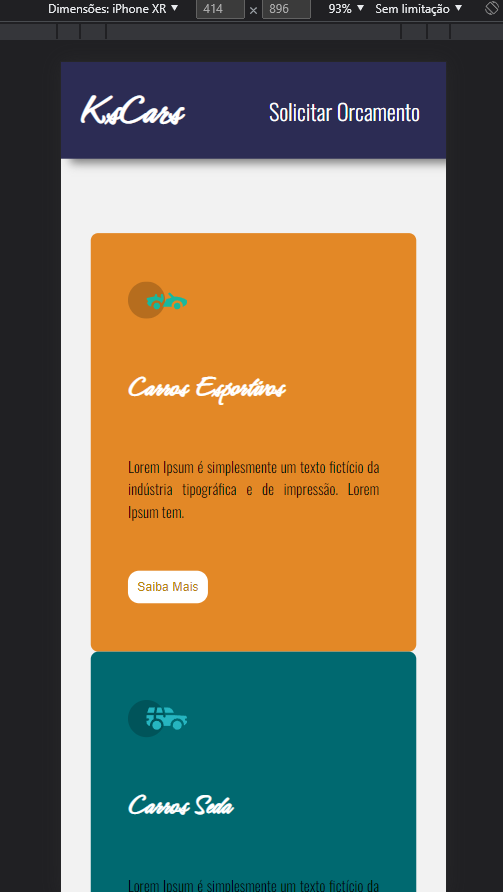 Dimensões: iPhone XR 414 × 896 93% Sem limitação
KsCars Solicitar Orcamento
Carros Esportivos
Lorem Ipsum é simplesmente um texto fictício da
indústria tipográfica e de impressão. Lorem
Ipsum tem.
Saiba Mais
Carros Seda
Lorem Ipsum é simplesmente um texto fictício da